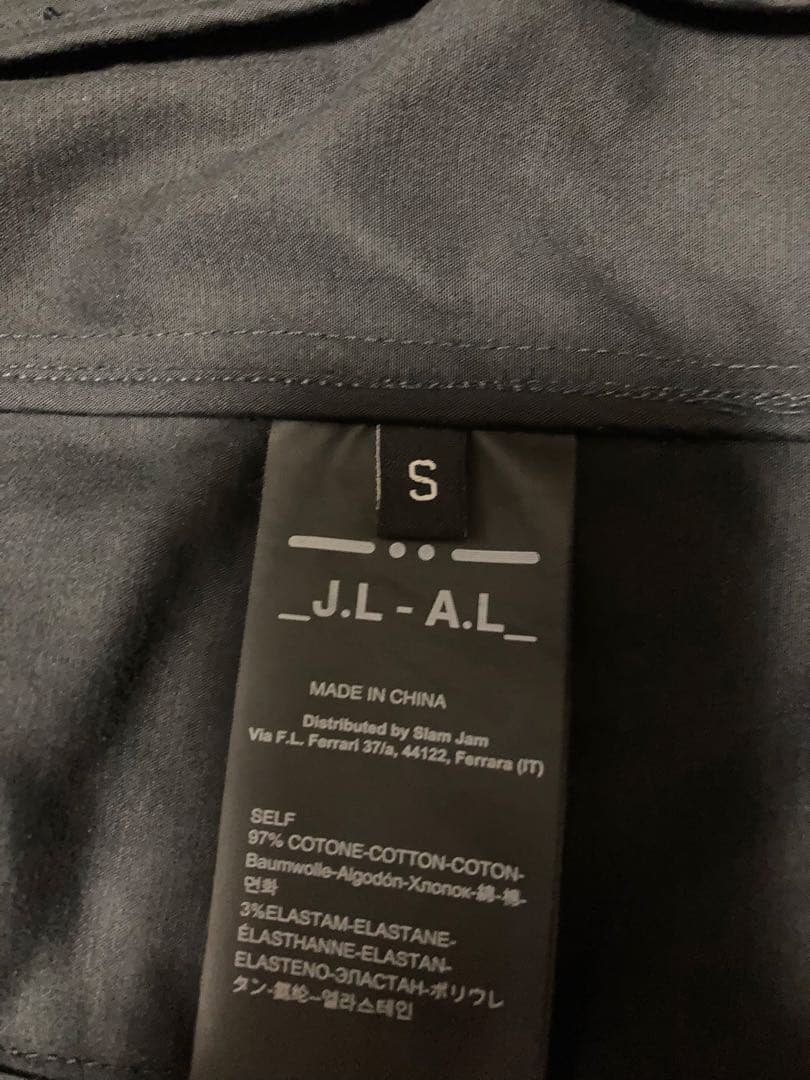 S
_J.L - A.L_
MADE IN CHINA
Distributed by Slam Jam
Via F.L. Ferrari 37/a, 44122, Ferrara (IT)
SELF
97% COTONE-COTTON-COTON-
Baumwolle-Algodón-Хлопок-綿-棉-
면화
3%ELASTAM-ELASTANE-
ÉLASTHANNE-ELASTAN-
ELASTENO-ЭЛАСТАН-ポリウレ
タン-氨纶--엘라스테인